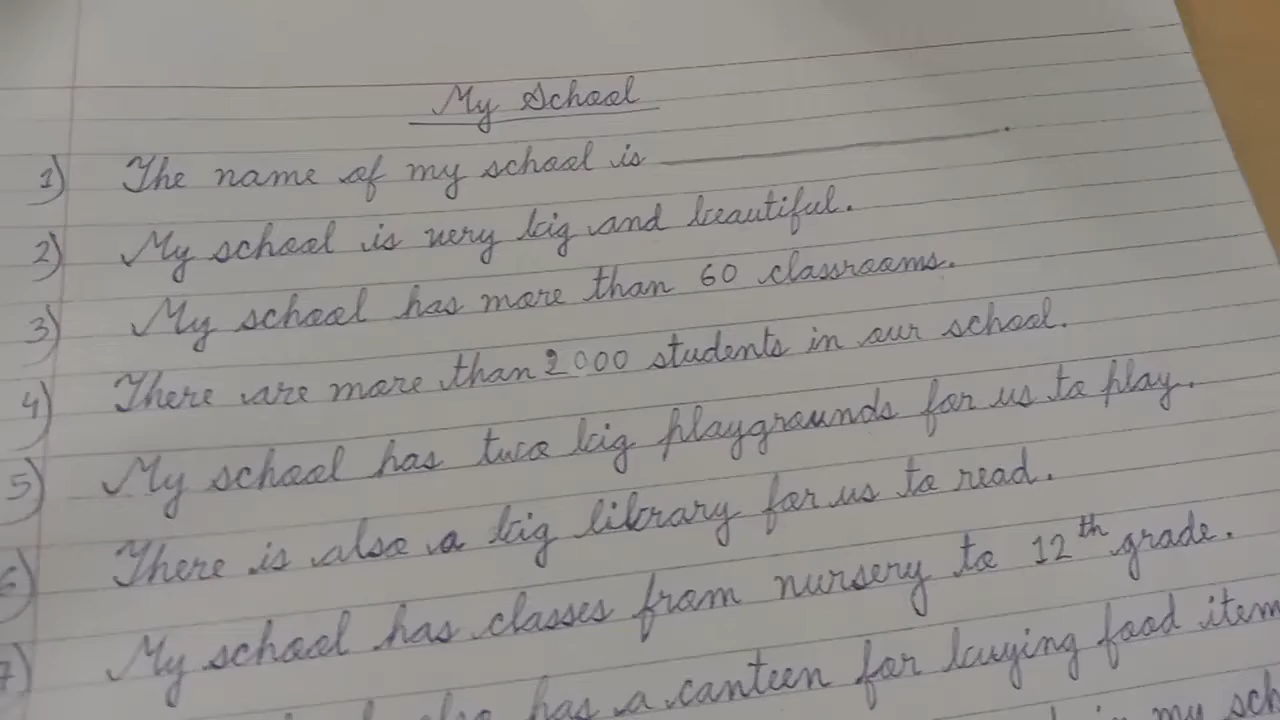 My School
1) The name of my school is ____________.
2) My school is very big and beautiful.
3) My school has more than 60 classrooms.
4) There are more than 2000 students in our school.
5) My school has two big playgrounds for us to play.
6) There is also a big library for us to read.
7) My school has classes from nursery to 12th grade.
has a canteen for buying food item
my sch